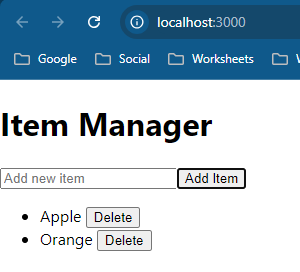 localhost:3000
Google Social Worksheets
Item Manager
Add new item Add Item
Apple Delete
Orange Delete